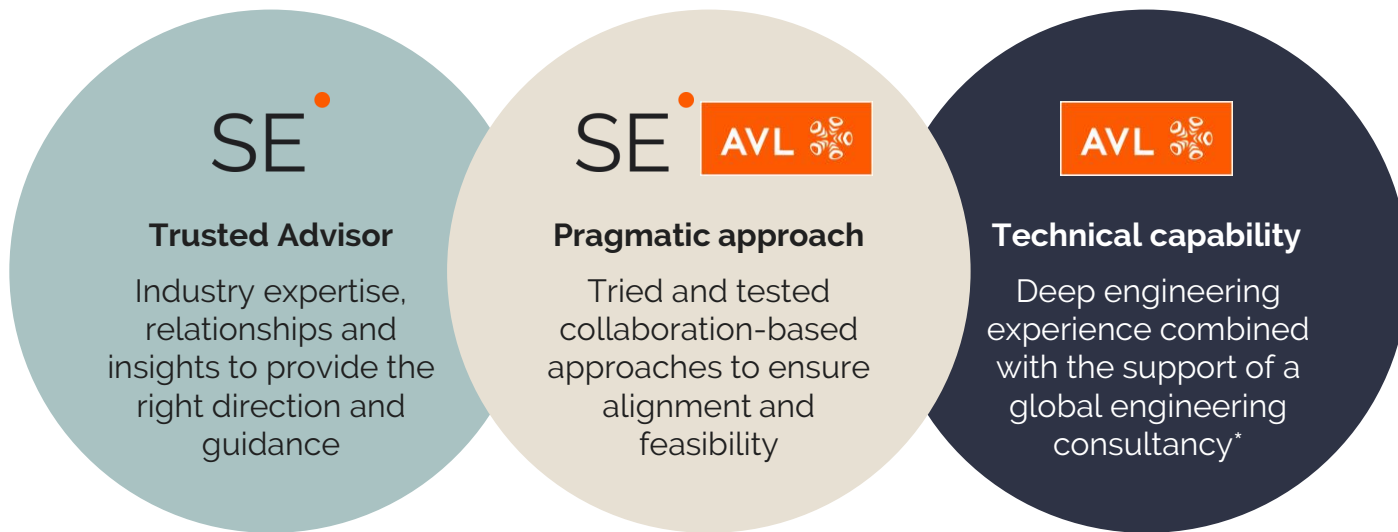 SE
Trusted Advisor
Industry expertise,
relationships and
insights to provide the
right direction and
guidance
SE AVL
Pragmatic approach
Tried and tested
collaboration-based
approaches to ensure
alignment and
feasibility
AVL
Technical capability
Deep engineering
experience combined
with the support of a
global engineering
consultancy*